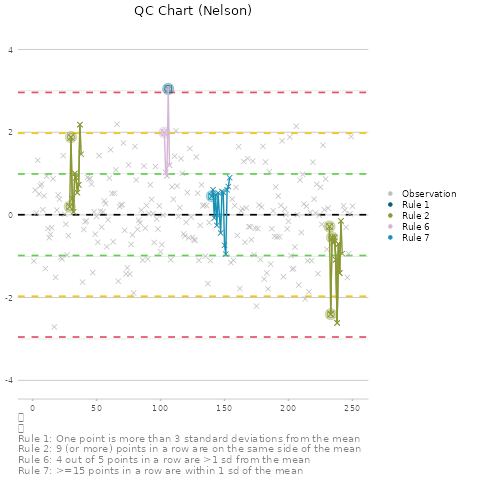 QC Chart (Nelson)
4
2
0
-2
-4
0
50
100
150
200
250
Observation
Rule 1
Rule 2
Rule 6
Rule 7
Rule 1: One point is more than 3 standard deviations from the mean
Rule 2: 9 (or more) points in a row are on the same side of the mean
Rule 6: 4 out of 5 points in a row are >1 sd from the mean
Rule 7: >=15 points in a row are within 1 sd of the mean